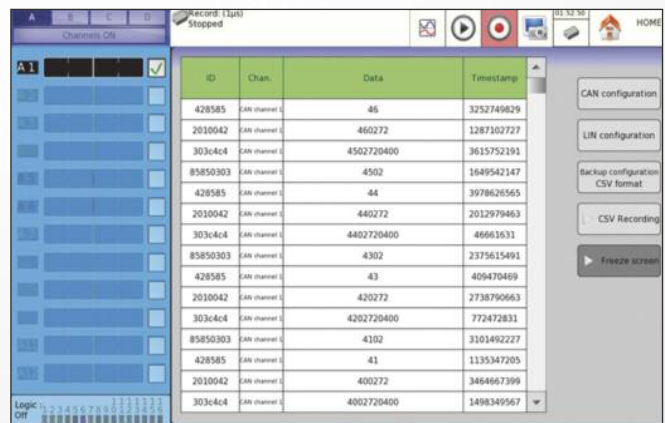 A B C D
Channels ON
Record: (1µs)
Stopped
01:52:50
HOME
A1
ID Chan. Data Timestamp
428585 CAN channel 1 46 3252749829
2010042 CAN channel 1 460272 1287102727
303c4c4 CAN channel 1 4502720400 3615752191
85850303 CAN channel 1 4502 1649542147
428585 CAN channel 1 44 3978626565
2010042 CAN channel 1 440272 2012979463
303c4c4 CAN channel 1 4402720400 46661631
85850303 CAN channel 1 4302 2375615491
428585 CAN channel 1 43 409470469
2010042 CAN channel 1 420272 2738790663
303c4c4 CAN channel 1 4202720400 772472831
85850303 CAN channel 1 4102 3101492227
428585 CAN channel 1 41 1135347205
2010042 CAN channel 1 400272 3464667399
303c4c4 CAN channel 1 4002720400 1498349567
CAN configuration
LIN configuration
Backup configuration
CSV format
CSV Recording
Freeze screen
Logic :
Off